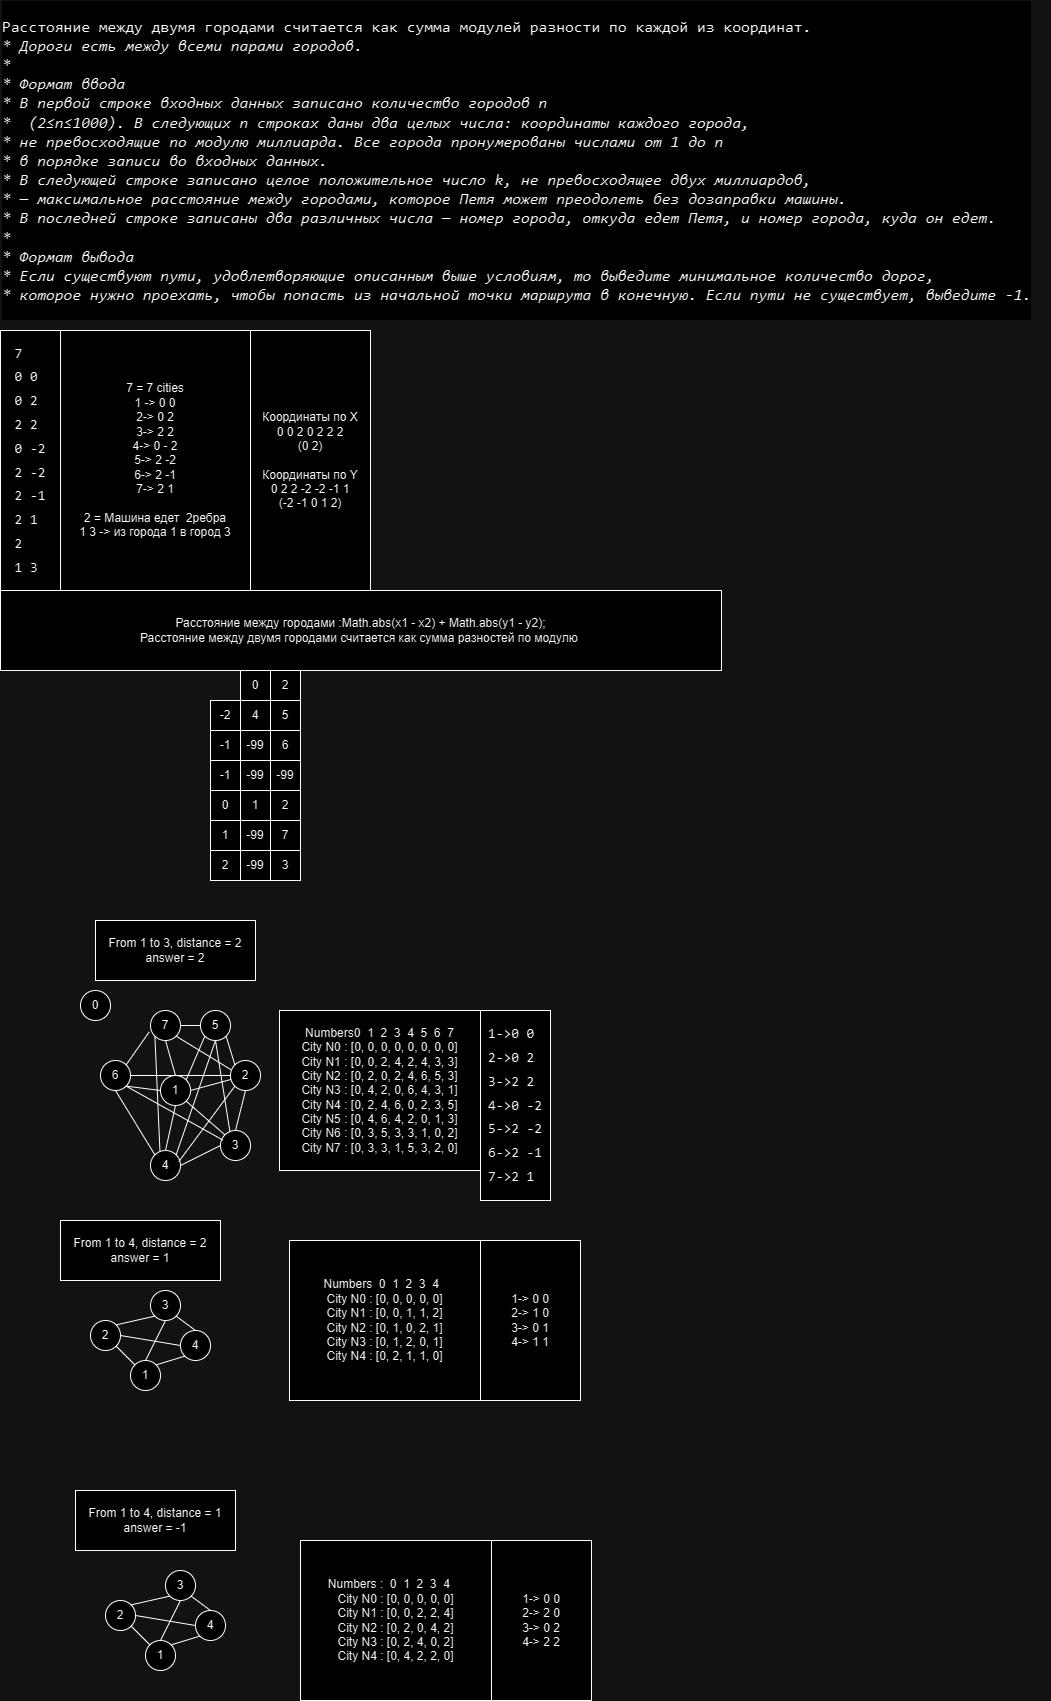 Расстояние между двумя городами считается как сумма модулей разности по каждой из координат.
* Дороги есть между всеми парами городов.
*
* Формат ввода
* В первой строке входных данных записано количество городов n
*  (2≤n≤1000). В следующих n строках даны два целых числа: координаты каждого города,
* не превосходящие по модулю миллиарда. Все города пронумерованы числами от 1 до n
* в порядке записи во входных данных.
* В следующей строке записано целое положительное число k, не превосходящее двух миллиардов,
* — максимальное расстояние между городами, которое Петя может преодолеть без дозаправки машины.
* В последней строке записаны два различных числа — номер города, откуда едет Петя, и номер города, куда он едет.
*
* Формат вывода
* Если существуют пути, удовлетворяющие описанным выше условиям, то выведите минимальное количество дорог,
* которое нужно проехать, чтобы попасть из начальной точки маршрута в конечную. Если пути не существует, выведите -1.
7
0 0
0 2
2 2
0 -2
2 -2
2 -1
2 1
2
1 3
7 = 7 cities
1 -> 0 0
2-> 0 2
3-> 2 2
4-> 0 - 2
5-> 2 -2
6-> 2 -1
7-> 2 1
2 = Машина едет  2ребра
1 3 -> из города 1 в город 3
Координаты по X
0 0 2 0 2 2 2
(0 2)
Координаты по Y
0 2 2 -2 -2 -1 1
(-2 -1 0 1 2)
Расстояние между городами :Math.abs(x1 - x2) + Math.abs(y1 - y2);
Расстояние между двумя городами считается как сумма разностей по модулю
0 2
-2 4 5
-1 -99 6
-1 -99 -99
0 1 2
1 -99 7
2 -99 3
From 1 to 3, distance = 2
answer = 2
0
7 5
6 2
1
3
4
Numbers0  1  2  3  4  5  6  7
City N0 : [0, 0, 0, 0, 0, 0, 0, 0]
City N1 : [0, 0, 2, 4, 2, 4, 3, 3]
City N2 : [0, 2, 0, 2, 4, 6, 5, 3]
City N3 : [0, 4, 2, 0, 6, 4, 3, 1]
City N4 : [0, 2, 4, 6, 0, 2, 3, 5]
City N5 : [0, 4, 6, 4, 2, 0, 1, 3]
City N6 : [0, 3, 5, 3, 3, 1, 0, 2]
City N7 : [0, 3, 3, 1, 5, 3, 2, 0]
1->0 0
2->0 2
3->2 2
4->0 -2
5->2 -2
6->2 -1
7->2 1
From 1 to 4, distance = 2
answer = 1
3
2
4
1
Numbers  0  1  2  3  4
City N0 : [0, 0, 0, 0, 0]
City N1 : [0, 0, 1, 1, 2]
City N2 : [0, 1, 0, 2, 1]
City N3 : [0, 1, 2, 0, 1]
City N4 : [0, 2, 1, 1, 0]
1-> 0 0
2-> 1 0
3-> 0 1
4-> 1 1
From 1 to 4, distance = 1
answer = -1
3
2
4
1
Numbers :  0  1  2  3  4
City N0 : [0, 0, 0, 0, 0]
City N1 : [0, 0, 2, 2, 4]
City N2 : [0, 2, 0, 4, 2]
City N3 : [0, 2, 4, 0, 2]
City N4 : [0, 4, 2, 2, 0]
1-> 0 0
2-> 2 0
3-> 0 2
4-> 2 2